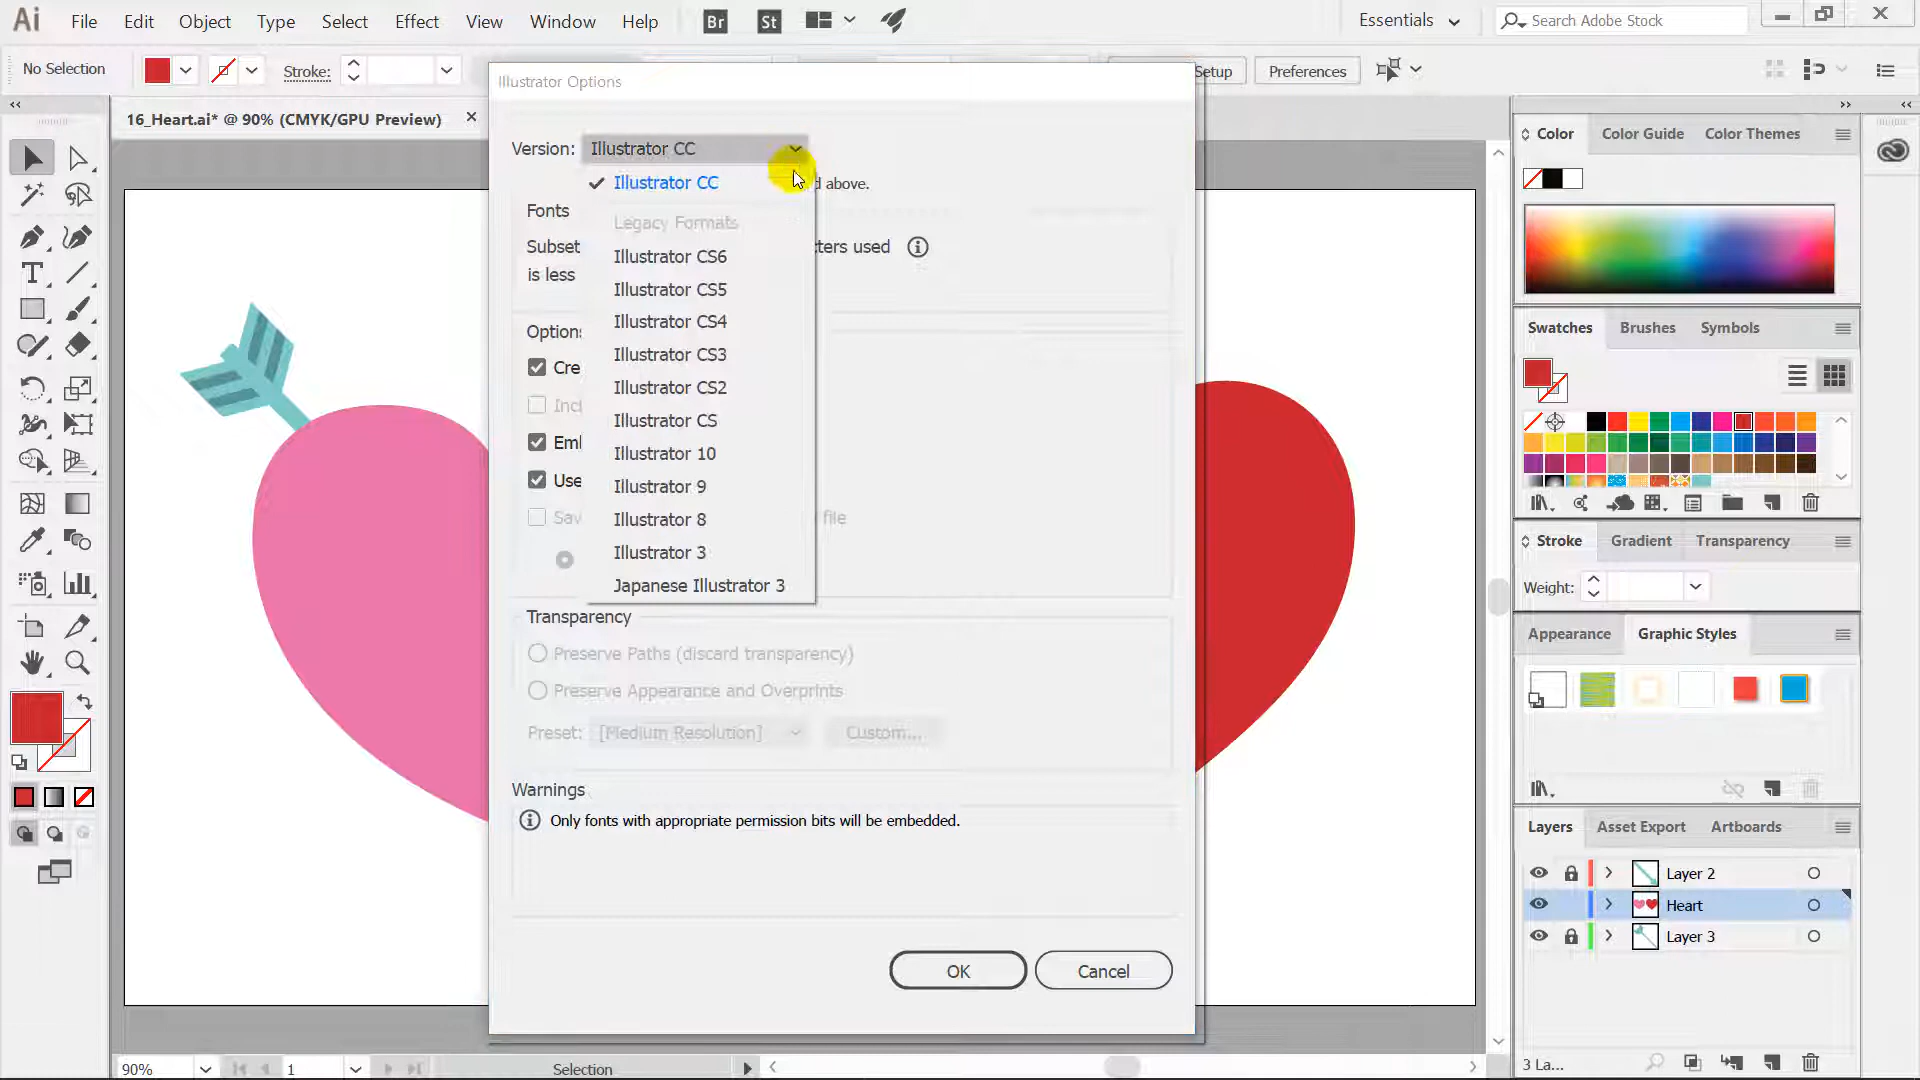 Ai File Edit Object Type Select Effect View Window Help Br St Essentials Search Adobe Stock
No Selection Stroke: Setup Preferences
16_Heart.ai* @ 90% (CMYK/GPU Preview)
Illustrator Options
Version: Illustrator CC
Illustrator CC
d above.
Legacy Formats
Illustrator CS6
Illustrator CS5
Illustrator CS4
Illustrator CS3
Illustrator CS2
Illustrator CS
Illustrator 10
Illustrator 9
Illustrator 8
Illustrator 3
Japanese Illustrator 3
Fonts
Subset
cters used
is less
Options
Cre
Incl
Emb
Use
Sav
file
Transparency
Preserve Paths (discard transparency)
Preserve Appearance and Overprints
Preset: [Medium Resolution] Custom...
Warnings
Only fonts with appropriate permission bits will be embedded.
OK Cancel
Color Color Guide Color Themes
Swatches Brushes Symbols
Stroke Gradient Transparency
Weight:
Appearance Graphic Styles
Layers Asset Export Artboards
Layer 2
Heart
Layer 3
3 La...
90% 1 Selection